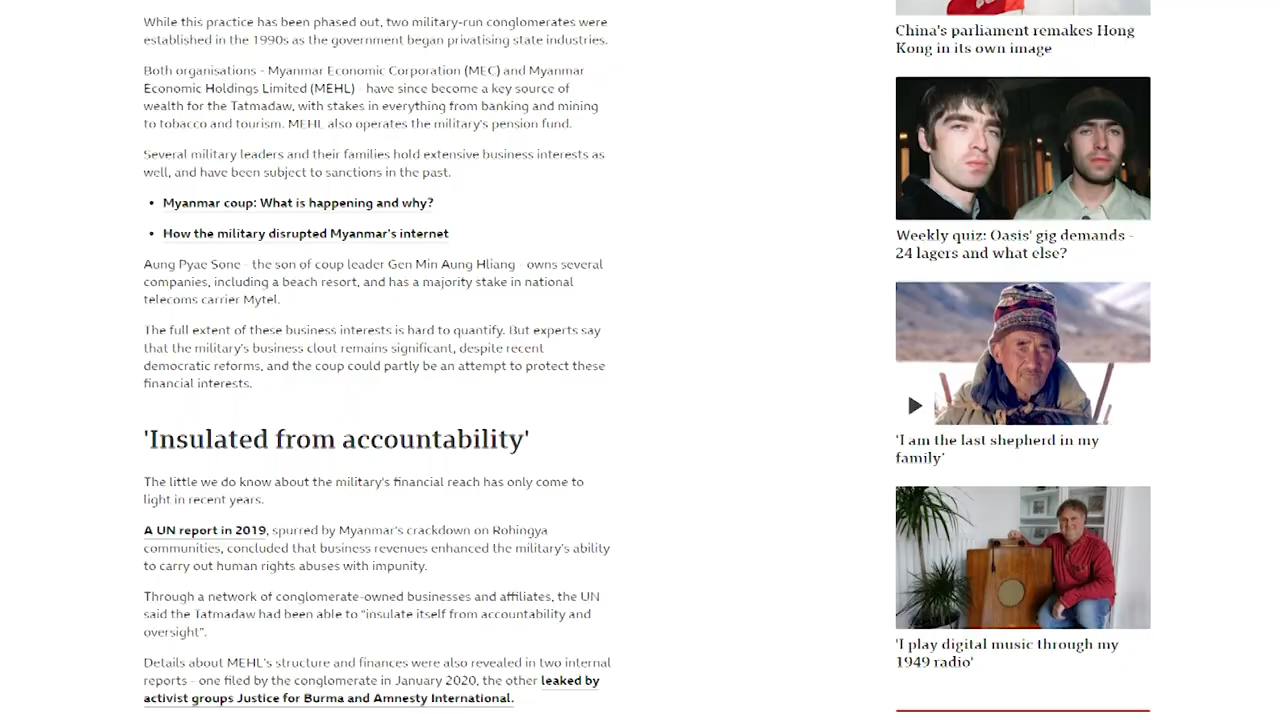 While this practice has been phased out, two military-run conglomerates were
established in the 1990s as the government began privatising state industries.
Both organisations - Myanmar Economic Corporation (MEC) and Myanmar
Economic Holdings Limited (MEHL) - have since become a key source of
wealth for the Tatmadaw, with stakes in everything from banking and mining
to tobacco and tourism. MEHL also operates the military's pension fund.
Several military leaders and their families hold extensive business interests as
well, and have been subject to sanctions in the past.
• Myanmar coup: What is happening and why?
• How the military disrupted Myanmar's internet
Aung Pyae Sone - the son of coup leader Gen Min Aung Hliang - owns several
companies, including a beach resort, and has a majority stake in national
telecoms carrier Mytel.
The full extent of these business interests is hard to quantify. But experts say
that the military's business clout remains significant, despite recent
democratic reforms, and the coup could partly be an attempt to protect these
financial interests.
'Insulated from accountability'
The little we do know about the military's financial reach has only come to
light in recent years.
A UN report in 2019, spurred by Myanmar's crackdown on Rohingya
communities, concluded that business revenues enhanced the military's ability
to carry out human rights abuses with impunity.
Through a network of conglomerate-owned businesses and affiliates, the UN
said the Tatmadaw had been able to "insulate itself from accountability and
oversight".
Details about MEHL's structure and finances were also revealed in two internal
reports - one filed by the conglomerate in January 2020, the other leaked by
activist groups Justice for Burma and Amnesty International.
China's parliament remakes Hong
Kong in its own image
Weekly quiz: Oasis' gig demands -
24 lagers and what else?
'I am the last shepherd in my
family'
'I play digital music through my
1949 radio'